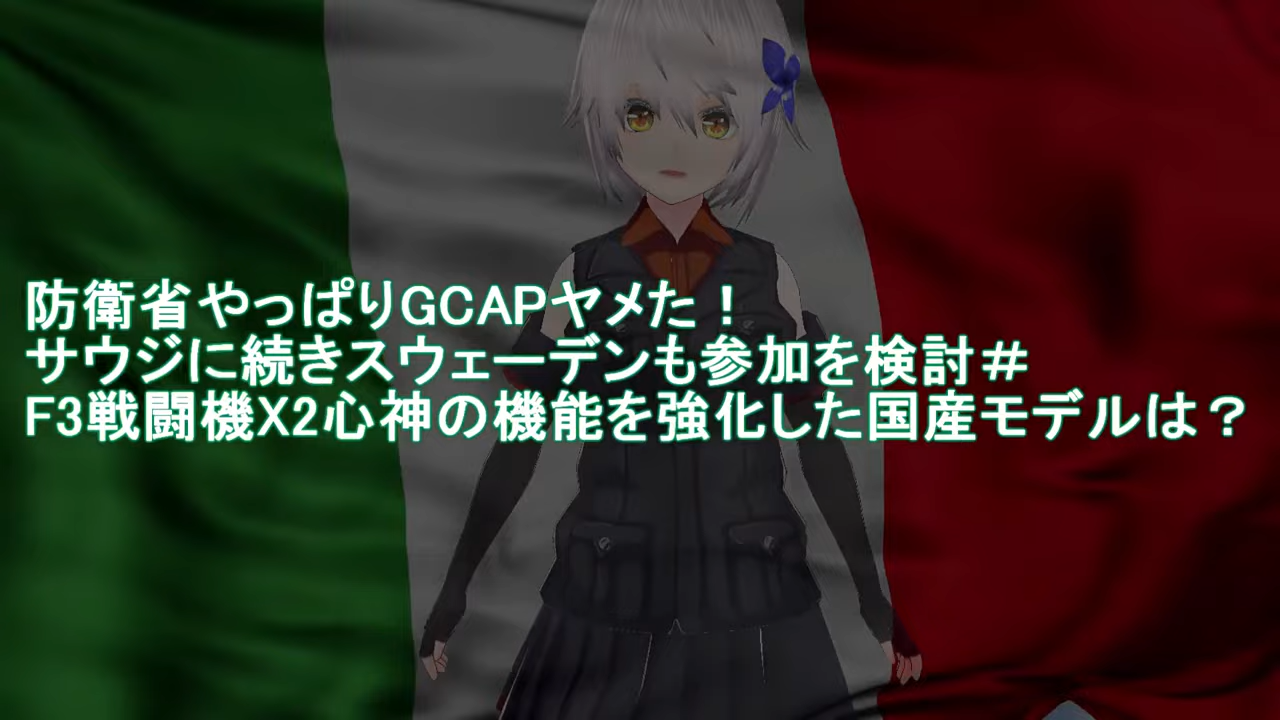 防衛省やっぱりGCAPヤメた！
サウジに続きスウェーデンも参加を検討＃
F3戦闘機X2心神の機能を強化した国産モデルは？